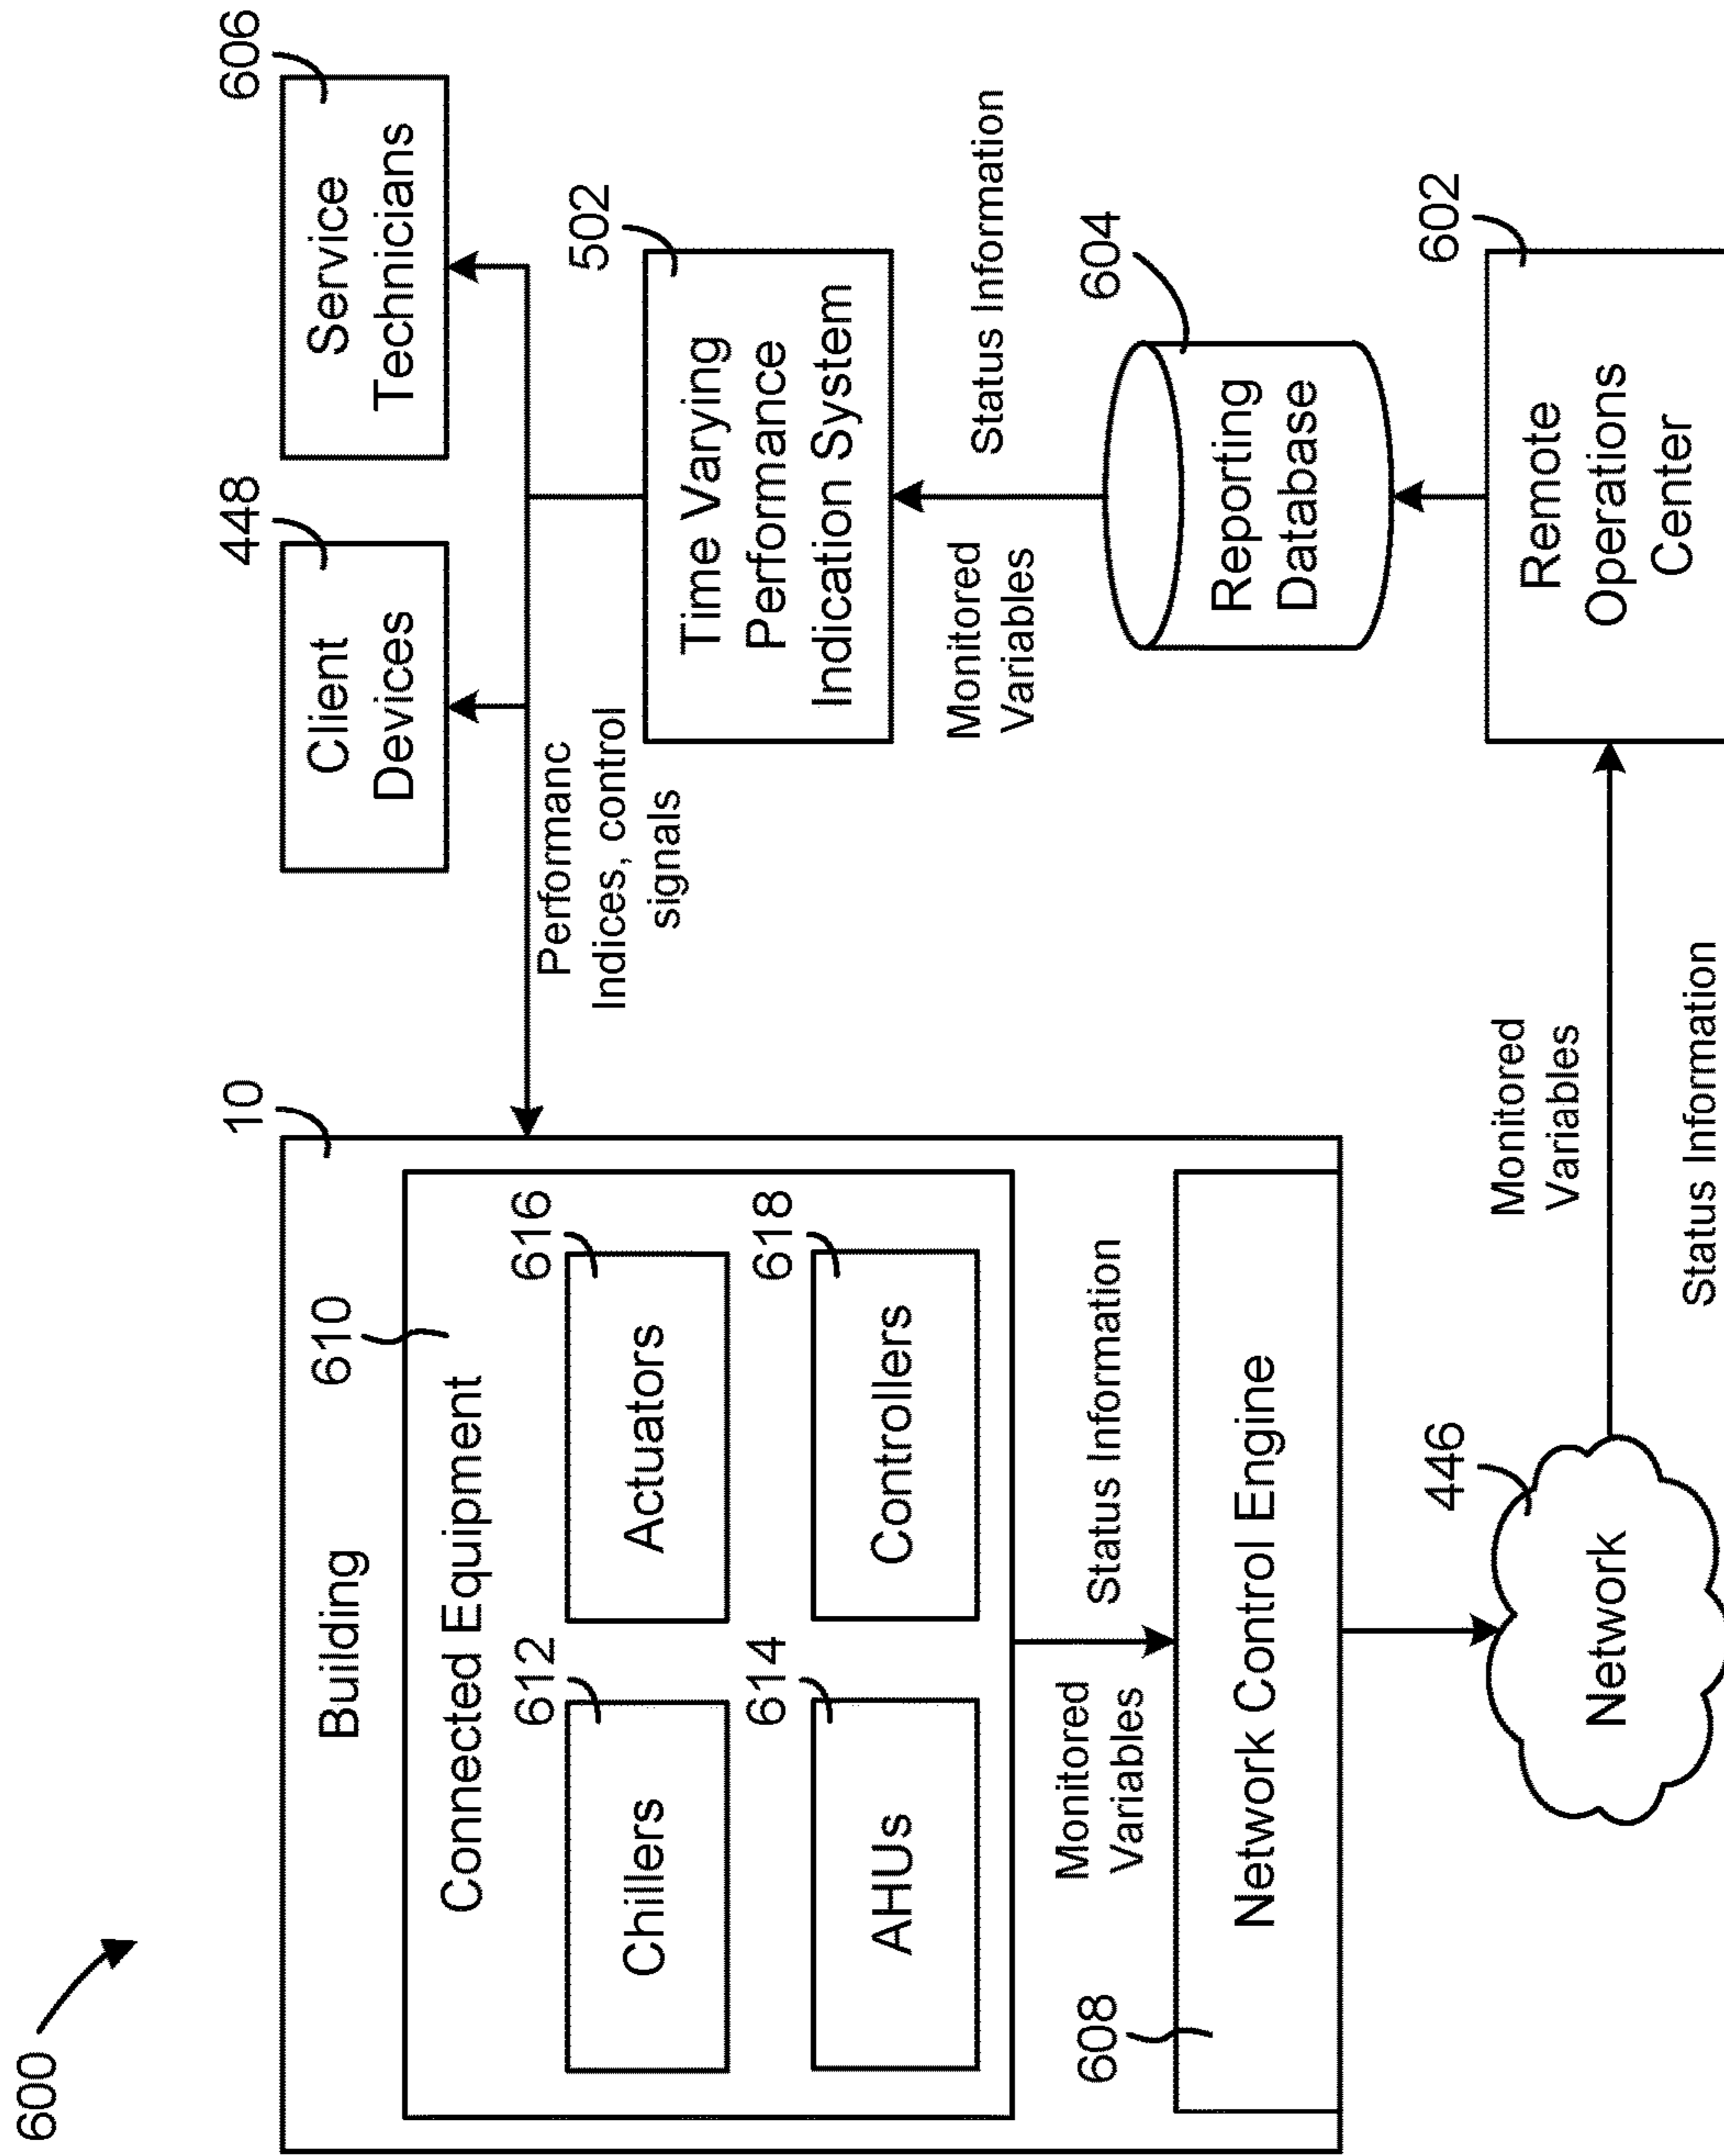 600
Building
10
610
Connected Equipment
612
Chillers
616
Actuators
614
AHUs
618
Controllers
Monitored
Variables
Status Information
608
Network Control Engine
446
Network
Monitored
Variables
Status Information
448
Client
Devices
606
Service
Technicians
Performanc
Indices, control
signals
502
Time Varying
Performance
Indication System
Monitored
Variables
Status Information
604
Reporting
Database
602
Remote
Operations
Center